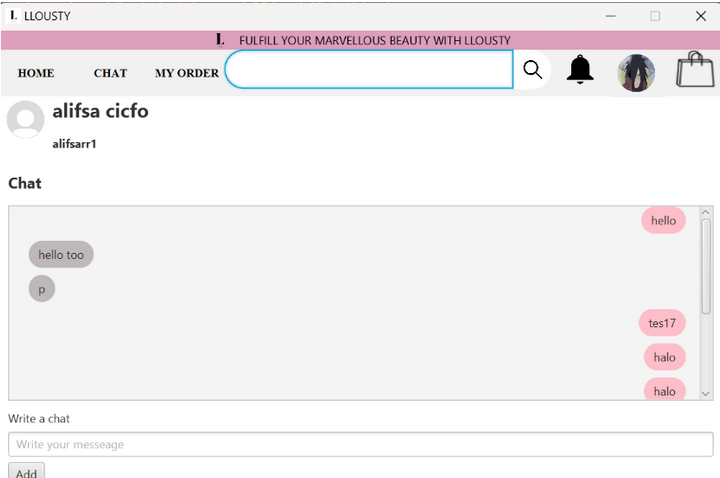 L LLOUSTY
L FULFILL YOUR MARVELLOUS BEAUTY WITH LLOUSTY
HOME CHAT MY ORDER
alifsa cicfo
alifsarr1
Chat
hello
hello too
p
tes17
halo
halo
Write a chat
Write your messeage
Add